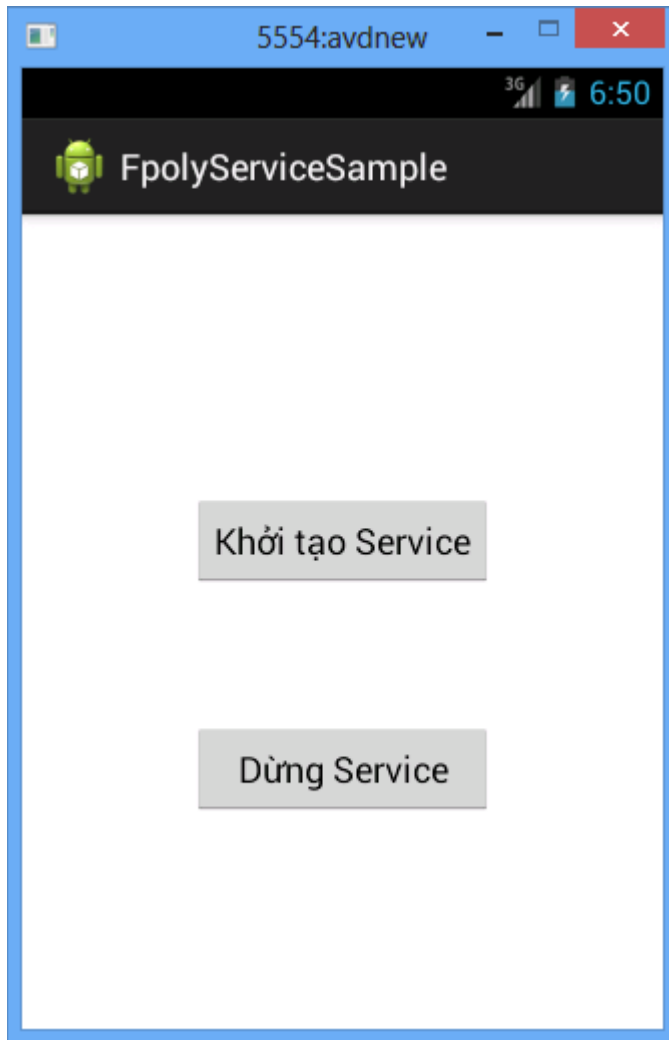 5554:avdnew
3G 6:50
FpolyServiceSample
Khởi tạo Service
Dừng Service